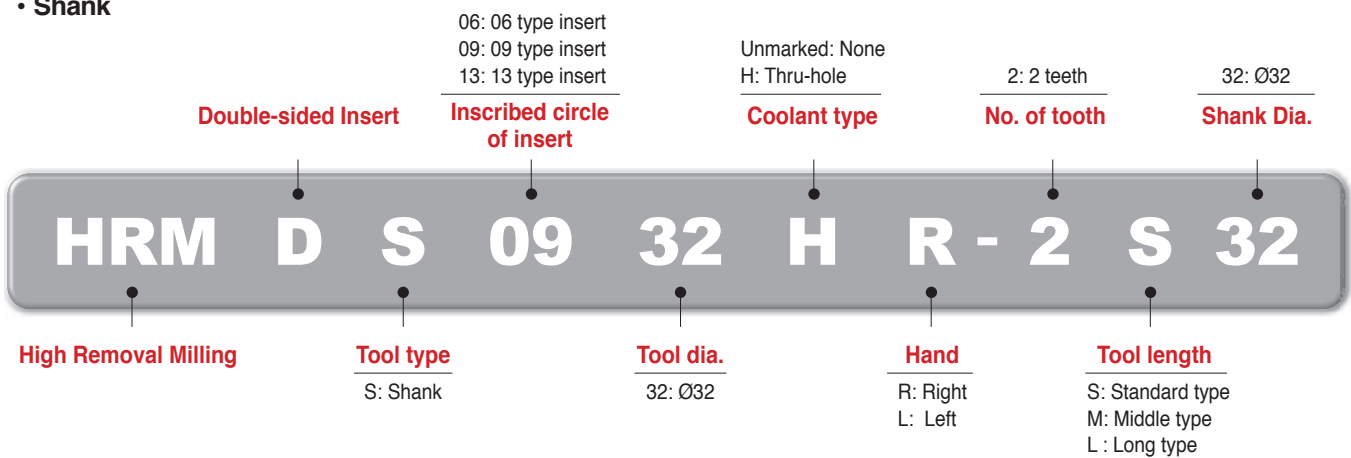 • Shank
06: 06 type insert
09: 09 type insert
13: 13 type insert
Unmarked: None
H: Thru-hole
2: 2 teeth
32: Ø32
Double-sided Insert
Inscribed circle
of insert
Coolant type
No. of tooth
Shank Dia.
HRM D S 09 32 H R - 2 S 32
High Removal Milling
Tool type
S: Shank
Tool dia.
32: Ø32
Hand
R: Right
L: Left
Tool length
S: Standard type
M: Middle type
L : Long type